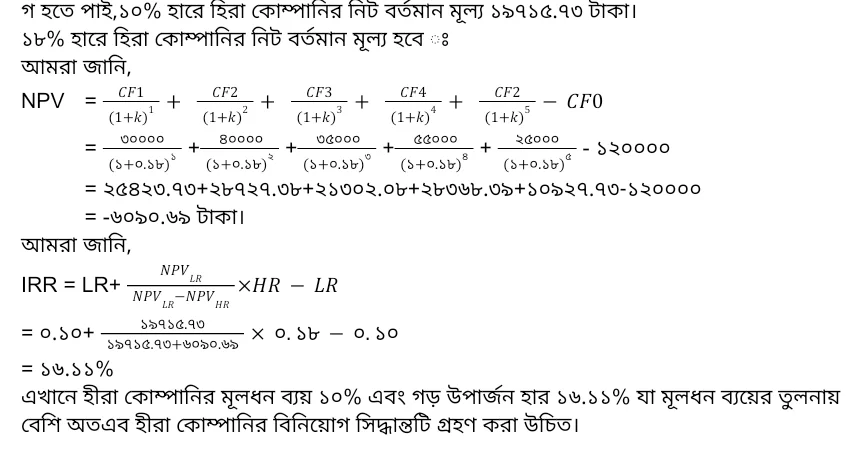 গ হতে পাই,১০% হারে হিরা কোম্পানির নিট বর্তমান মূল্য ১৯৭১৫.৭৩ টাকা।
১৮% হারে হিরা কোম্পানির নিট বর্তমান মূল্য হবে ঃ
আমরা জানি,
NPV = CF1/(1+k)^1 + CF2/(1+k)^2 + CF3/(1+k)^3 + CF4/(1+k)^4 + CF2/(1+k)^5 − CF0
= ৩০০০০/(১+০.১৮)^১ + ৪০০০০/(১+০.১৮)^২ + ৩৫০০০/(১+০.১৮)^৩ + ৫৫০০০/(১+০.১৮)^৪ + ২৫০০০/(১+০.১৮)^৫ - ১২০০০০
= ২৫৪২৩.৭৩+২৮৭২৭.৩৮+২১৩০২.০৮+২৮৩৬৮.৩৯+১০৯২৭.৭৩-১২০০০০
= -৬০৯০.৬৯ টাকা।
আমরা জানি,
IRR = LR+ NPV_LR/(NPV_LR−NPV_HR) ×HR − LR
= ০.১০+ ১৯৭১৫.৭৩/(১৯৭১৫.৭৩+৬০৯০.৬৯) × ০.১৮ − ০.১০
= ১৬.১১%
এখানে হীরা কোম্পানির মূলধন ব্যয় ১০% এবং গড় উপার্জন হার ১৬.১১% যা মূলধন ব্যয়ের তুলনায়
বেশি অতএব হীরা কোম্পানির বিনিয়োগ সিদ্ধান্তটি গ্রহণ করা উচিত।